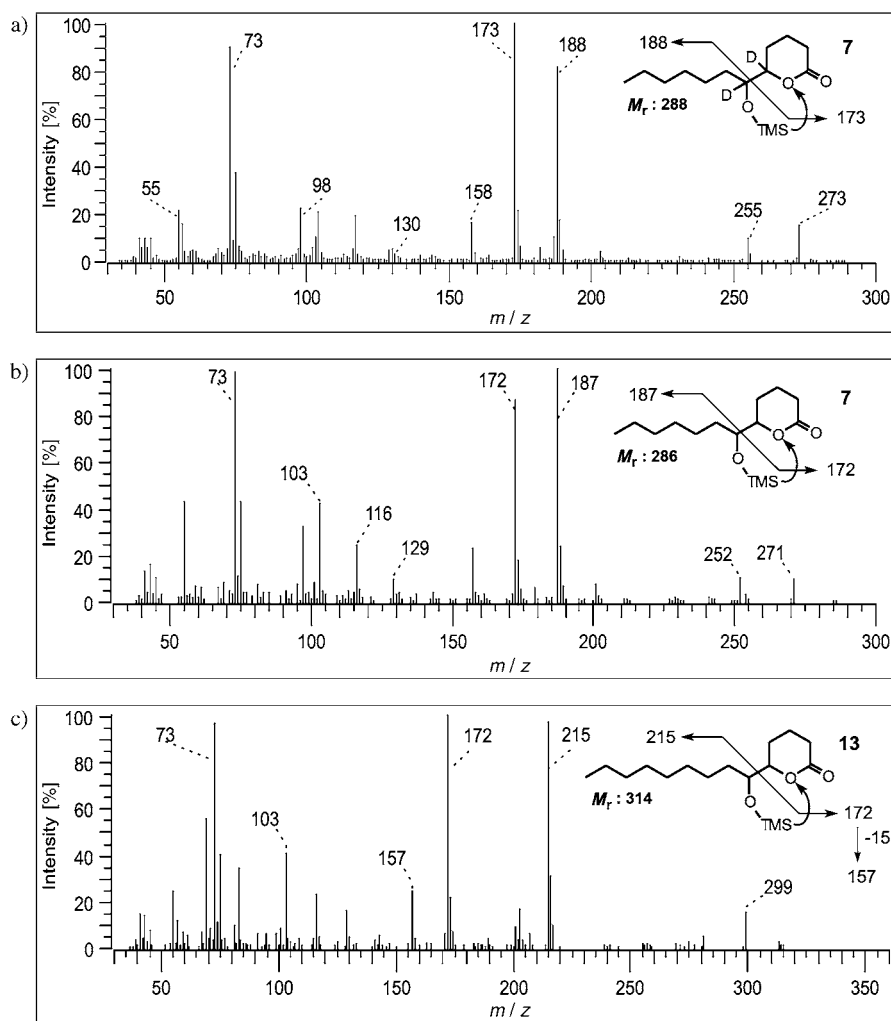 a)
Intensity [%]
100
80
60
40
20
0
73
173
188
55
98
130
158
255
273
188
7
D
D
O
O
O
TMS
Mr : 288
173
50
100
150
200
250
300
m / z
b)
Intensity [%]
100
80
60
40
20
0
73
172
187
103
116
129
252
271
187
7
O
O
O
TMS
Mr : 286
172
50
100
150
200
250
300
m / z
c)
Intensity [%]
100
80
60
40
20
0
73
172
215
103
157
299
215
13
O
O
O
TMS
Mr : 314
172
-15
157
50
100
150
200
250
300
350
m / z